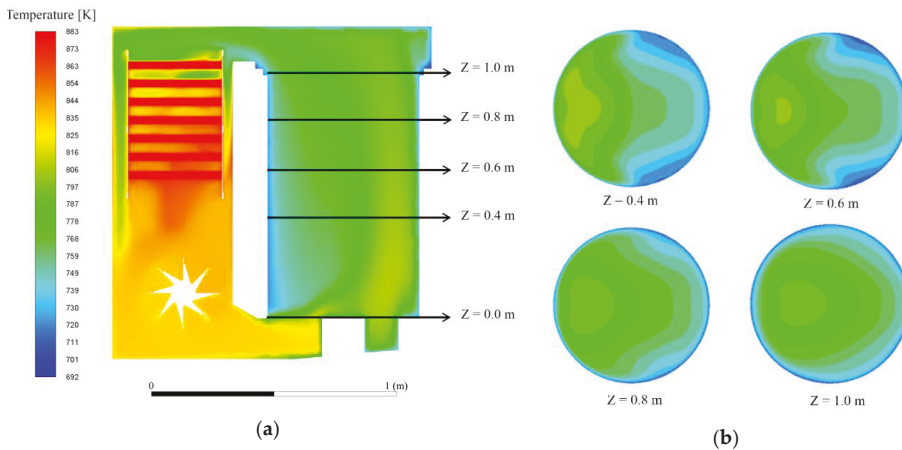 Temperature [K]
883
873
863
854
844
835
825
816
806
797
787
778
768
759
749
740
730
720
711
701
692
Z = 1.0 m
Z = 0.8 m
Z = 0.6 m
Z = 0.4 m
Z = 0.0 m
0
1 (m)
(a)
Z – 0.4 m
Z = 0.6 m
Z = 0.8 m
Z = 1.0 m
(b)